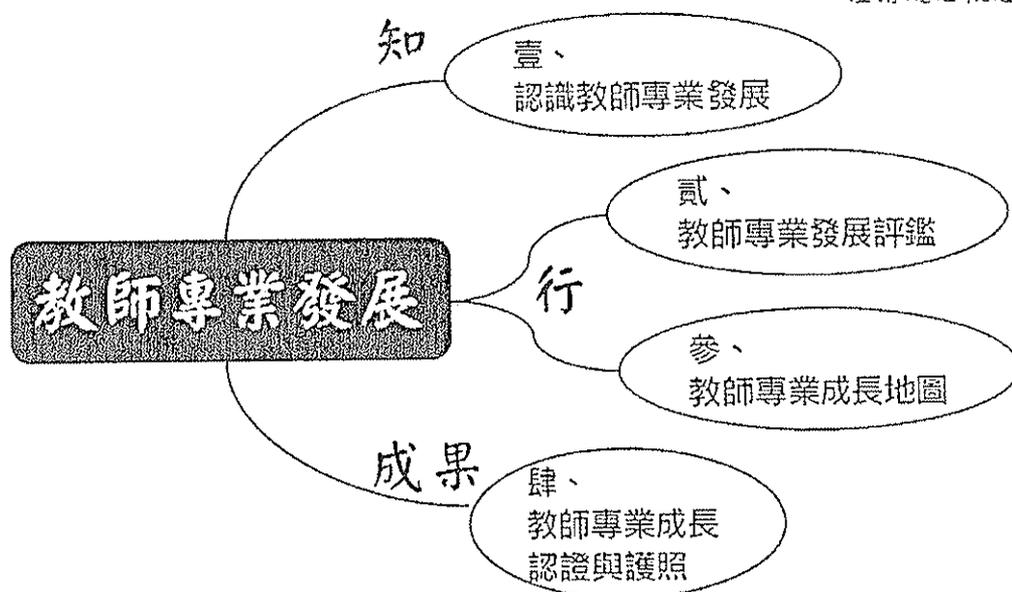 知
壹、
認識教師專業發展
貳、
教師專業發展評鑑
教師專業發展
行
參、
教師專業成長地圖
成果
肆、
教師專業成長
認證與護照